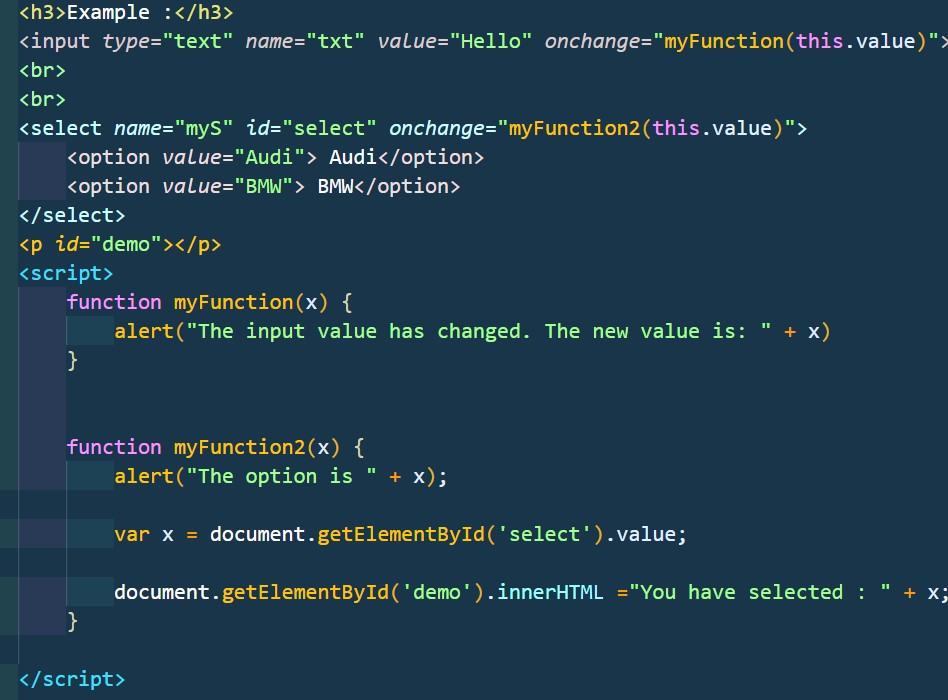 <h3>Example :</h3>
<input type="text" name="txt" value="Hello" onchange="myFunction(this.value)">
<br>
<br>
<select name="myS" id="select" onchange="myFunction2(this.value)">
<option value="Audi"> Audi</option>
<option value="BMW"> BMW</option>
</select>
<p id="demo"></p>
<script>
function myFunction(x) {
alert("The input value has changed. The new value is: " + x)
}
function myFunction2(x) {
alert("The option is " + x);
var x = document.getElementById('select').value;
document.getElementById('demo').innerHTML ="You have selected : " + x;
}
</script>